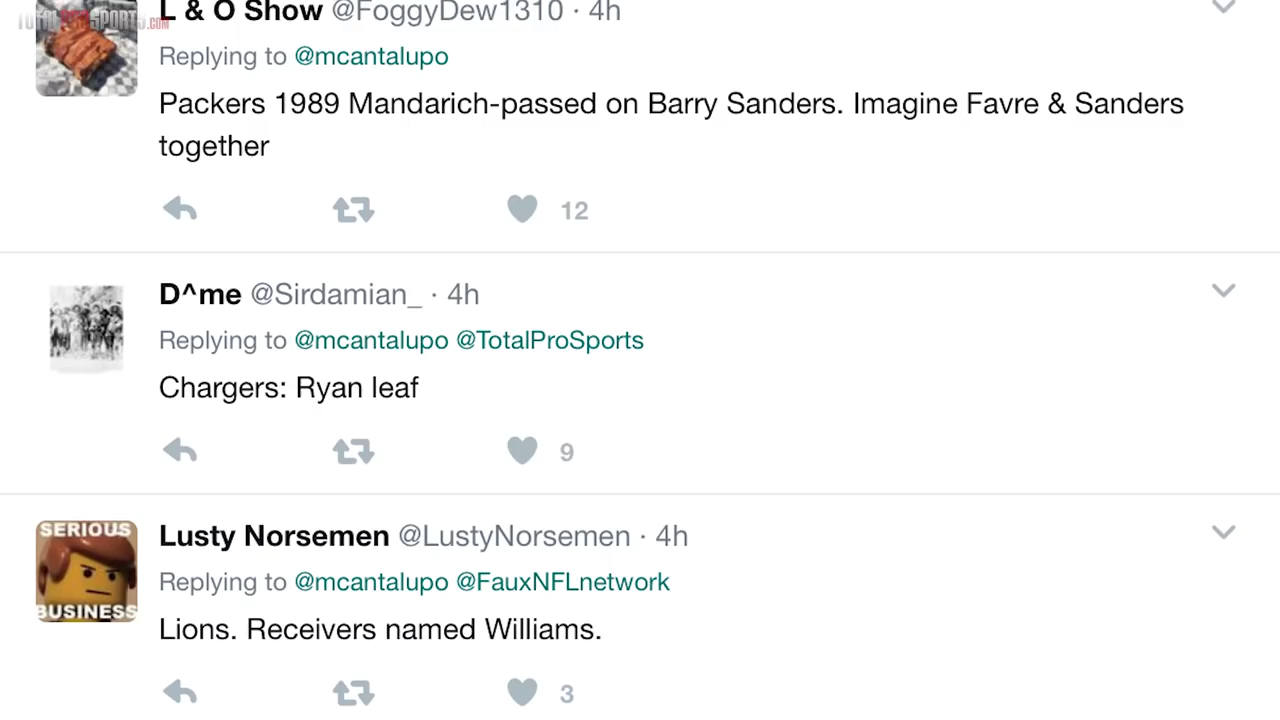 TOTALPROSPORTS.COM
L & O Show @FoggyDew1310 · 4h
Replying to @mcantalupo
Packers 1989 Mandarich-passed on Barry Sanders. Imagine Favre & Sanders
together
12
D^me @Sirdamian_ · 4h
Replying to @mcantalupo @TotalProSports
Chargers: Ryan leaf
9
SERIOUS
BUSINESS
Lusty Norsemen @LustyNorsemen · 4h
Replying to @mcantalupo @FauxNFLnetwork
Lions. Receivers named Williams.
3